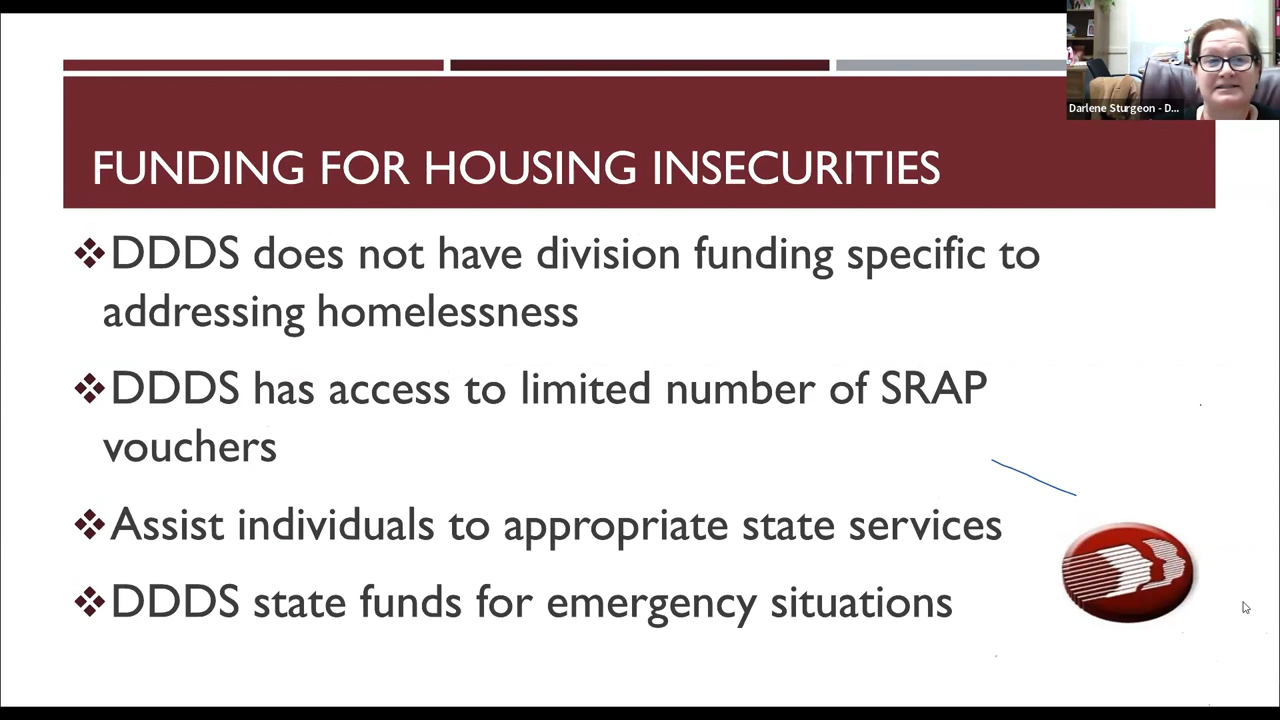 Darlene Sturgeon - D...
FUNDING FOR HOUSING INSECURITIES
❖DDDS does not have division funding specific to
addressing homelessness
❖DDDS has access to limited number of SRAP
vouchers
❖Assist individuals to appropriate state services
❖DDDS state funds for emergency situations